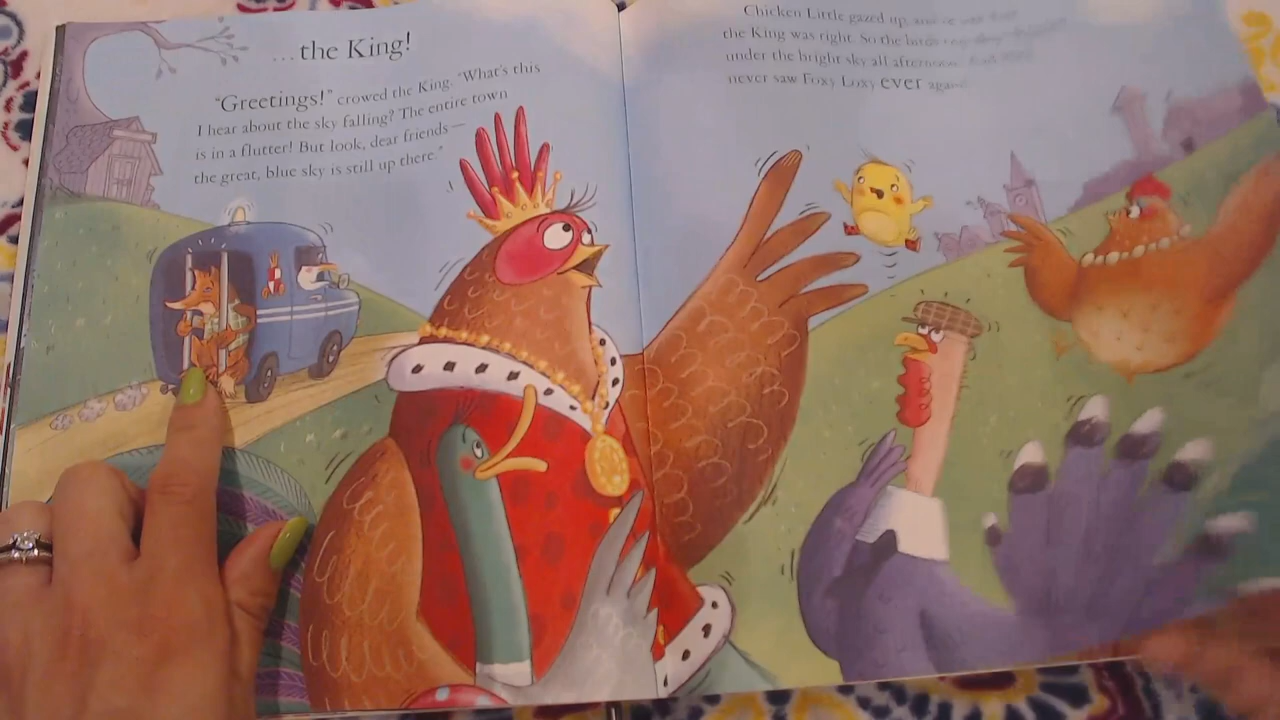 ...the King!
"Greetings!" crowed the King. "What's this
I hear about the sky falling? The entire town
is in a flutter! But look, dear friends—
the great, blue sky is still up there."
Chicken Little gazed up,
the King was right. So the
under the bright sky all afternoon
never saw Foxy Loxy ever again